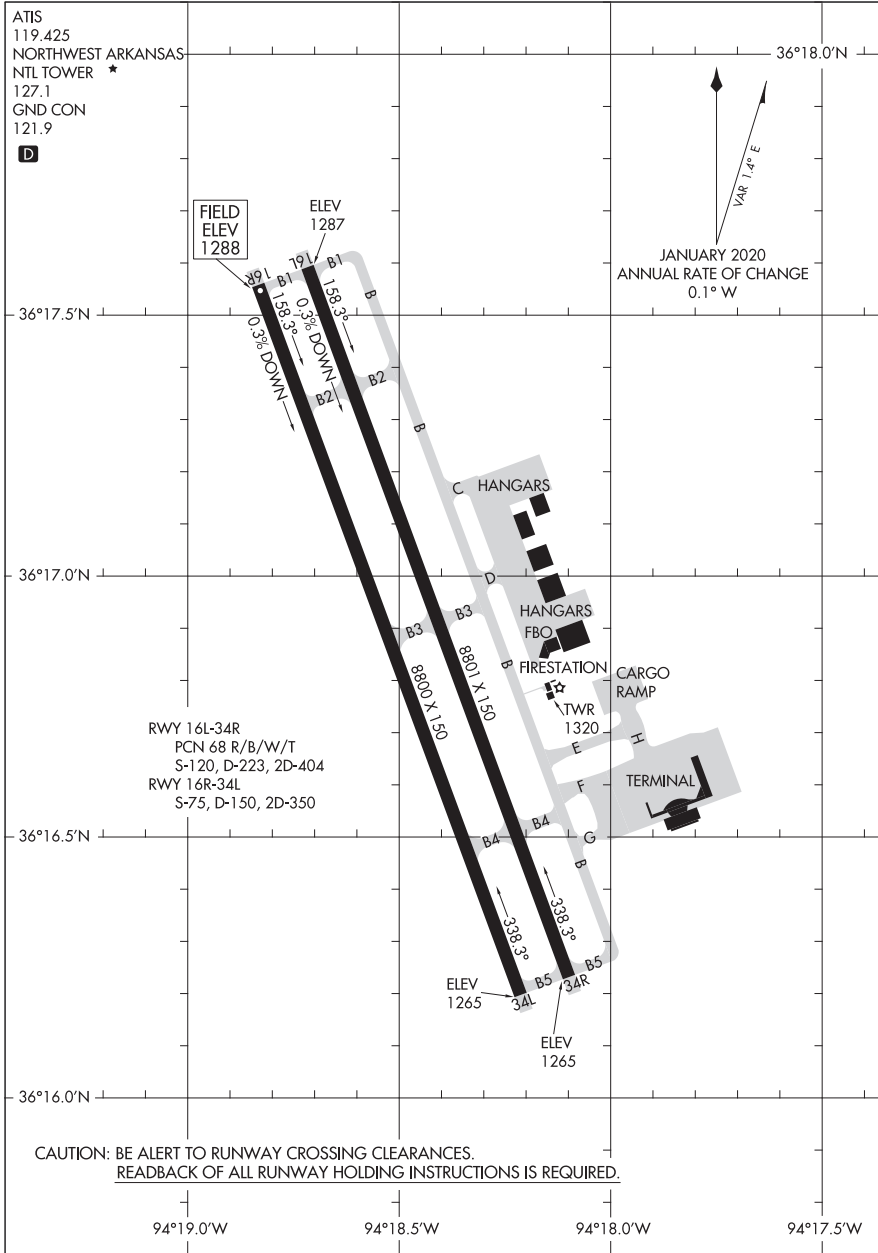 ATIS
119.425
NORTHWEST ARKANSAS
NTL TOWER
127.1
GND CON
121.9
D
36°18.0'N
VAR 1.4° E
JANUARY 2020
ANNUAL RATE OF CHANGE
0.1° W
FIELD
ELEV
1288
ELEV
1287
16R
B1
16L
B1
B
36°17.5'N
158.3°
0.3% DOWN
158.3°
0.3% DOWN
B2
B2
B
C
HANGARS
36°17.0'N
D
HANGARS
B3
B3
FBO
B
FIRESTATION
CARGO
RAMP
8800 X 150
8801 X 150
TWR
1320
RWY 16L-34R
PCN 68 R/B/W/T
S-120, D-223, 2D-404
RWY 16R-34L
S-75, D-150, 2D-350
E
H
F
TERMINAL
36°16.5'N
B4
B4
G
B
338.3°
338.3°
ELEV
1265
34L
B5
34R
B5
ELEV
1265
36°16.0'N
CAUTION: BE ALERT TO RUNWAY CROSSING CLEARANCES.
READBACK OF ALL RUNWAY HOLDING INSTRUCTIONS IS REQUIRED.
94°19.0'W
94°18.5'W
94°18.0'W
94°17.5'W